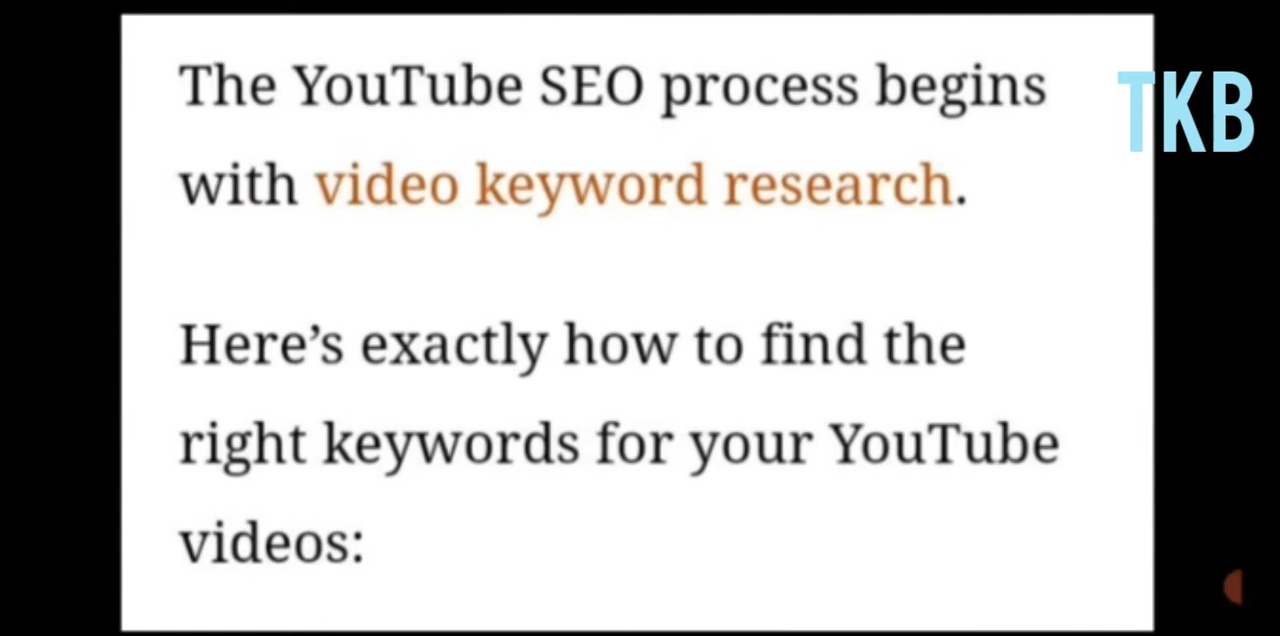 The YouTube SEO process begins
with video keyword research.
Here’s exactly how to find the
right keywords for your YouTube
videos:
TKB